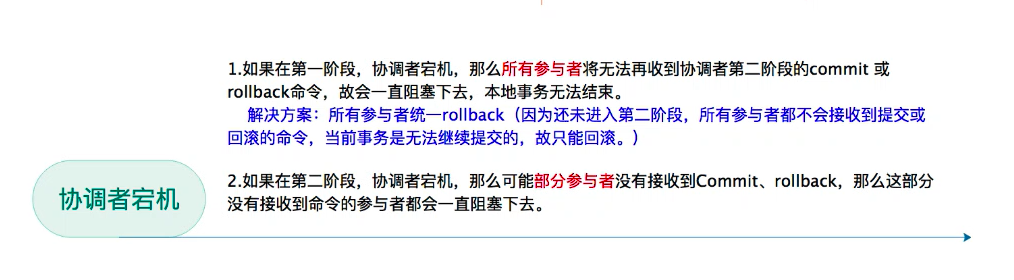 1.如果在第一阶段，协调者宕机，那么所有参与者将无法再收到协调者第二阶段的commit 或
rollback命令，故会一直阻塞下去，本地事务无法结束。
解决方案：所有参与者统一rollback（因为还未进入第二阶段，所有参与者都不会接收到提交或
回滚的命令，当前事务是无法继续提交的，故只能回滚。）
2.如果在第二阶段，协调者宕机，那么可能部分参与者没有接收到Commit、rollback，那么这部分
没有接收到命令的参与者都会一直阻塞下去。
协调者宕机